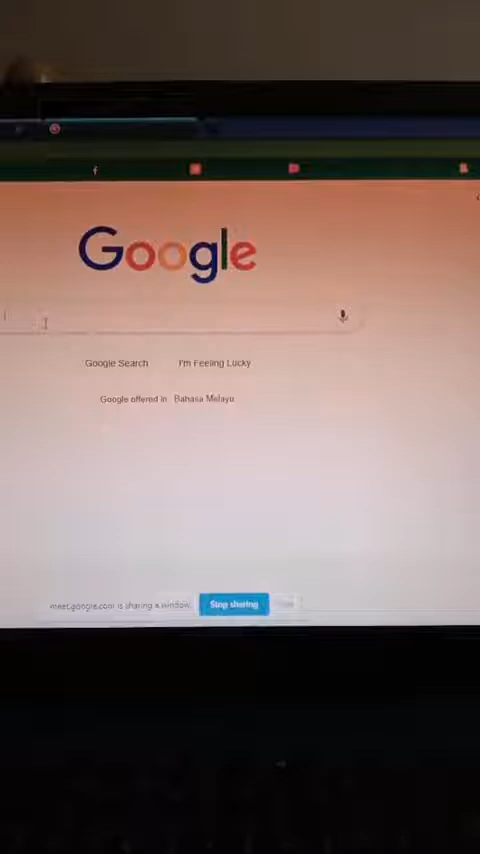 Google
Google Search I'm Feeling Lucky
Google offered in Bahasa Melayu
meet.google.com is sharing a window. Stop sharing